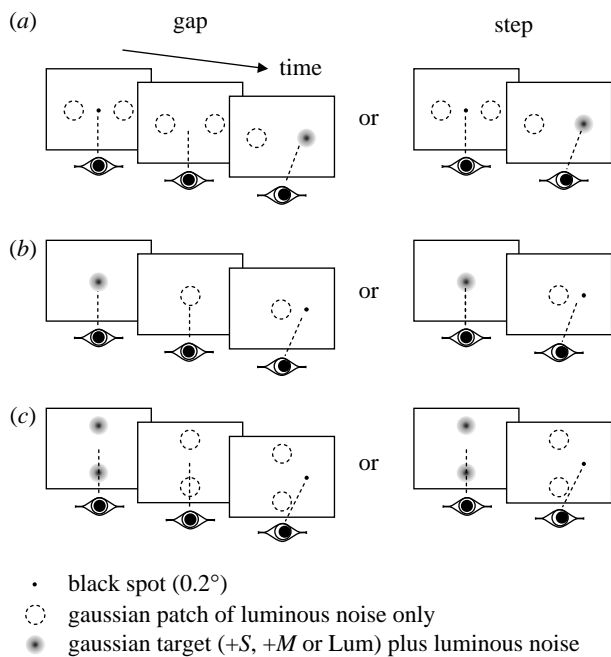 (a) gap step
time
or
(b)
or
(c)
or
black spot (0.2°)
gaussian patch of luminous noise only
gaussian target (+S, +M or Lum) plus luminous noise